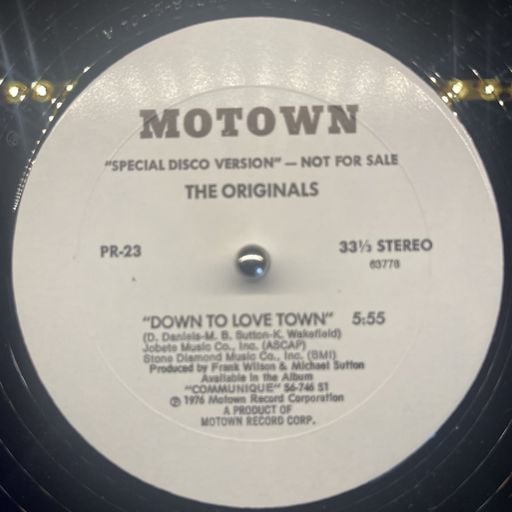 MOTOWN
"SPECIAL DISCO VERSION" — NOT FOR SALE
THE ORIGINALS
PR-23
33⅓ STEREO
63778
"DOWN TO LOVE TOWN" 5:55
(D. Daniels-M. B. Sutton-K. Wakefield)
Jobete Music Co., Inc. (ASCAP)
Stone Diamond Music Co., Inc. (BMI)
Produced by Frank Wilson & Michael Sutton
Available in the Album
"COMMUNIQUE" S6-746 S1
℗ 1976 Motown Record Corporation
A PRODUCT OF
MOTOWN RECORD CORP.